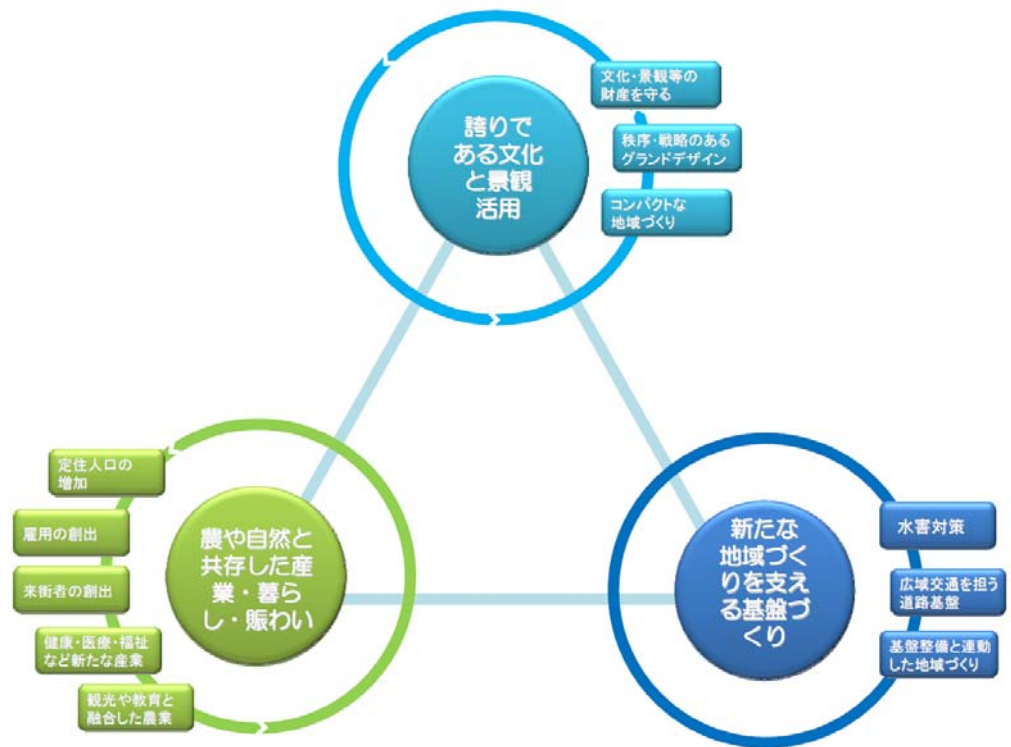 誇りで
ある文化
と景観
活用
文化・景観等の
財産を守る
秩序・戦略のある
グランドデザイン
コンパクトな
地域づくり
定住人口の
増加
雇用の創出
来街者の創出
健康・医療・福祉
など新たな産業
観光や教育と
融合した農業
農や自然と
共存した産
業・暮ら
し・賑わい
新たな
地域づく
りを支え
る基盤づ
くり
水害対策
広域交通を担う
道路基盤
基盤整備と連動
した地域づくり